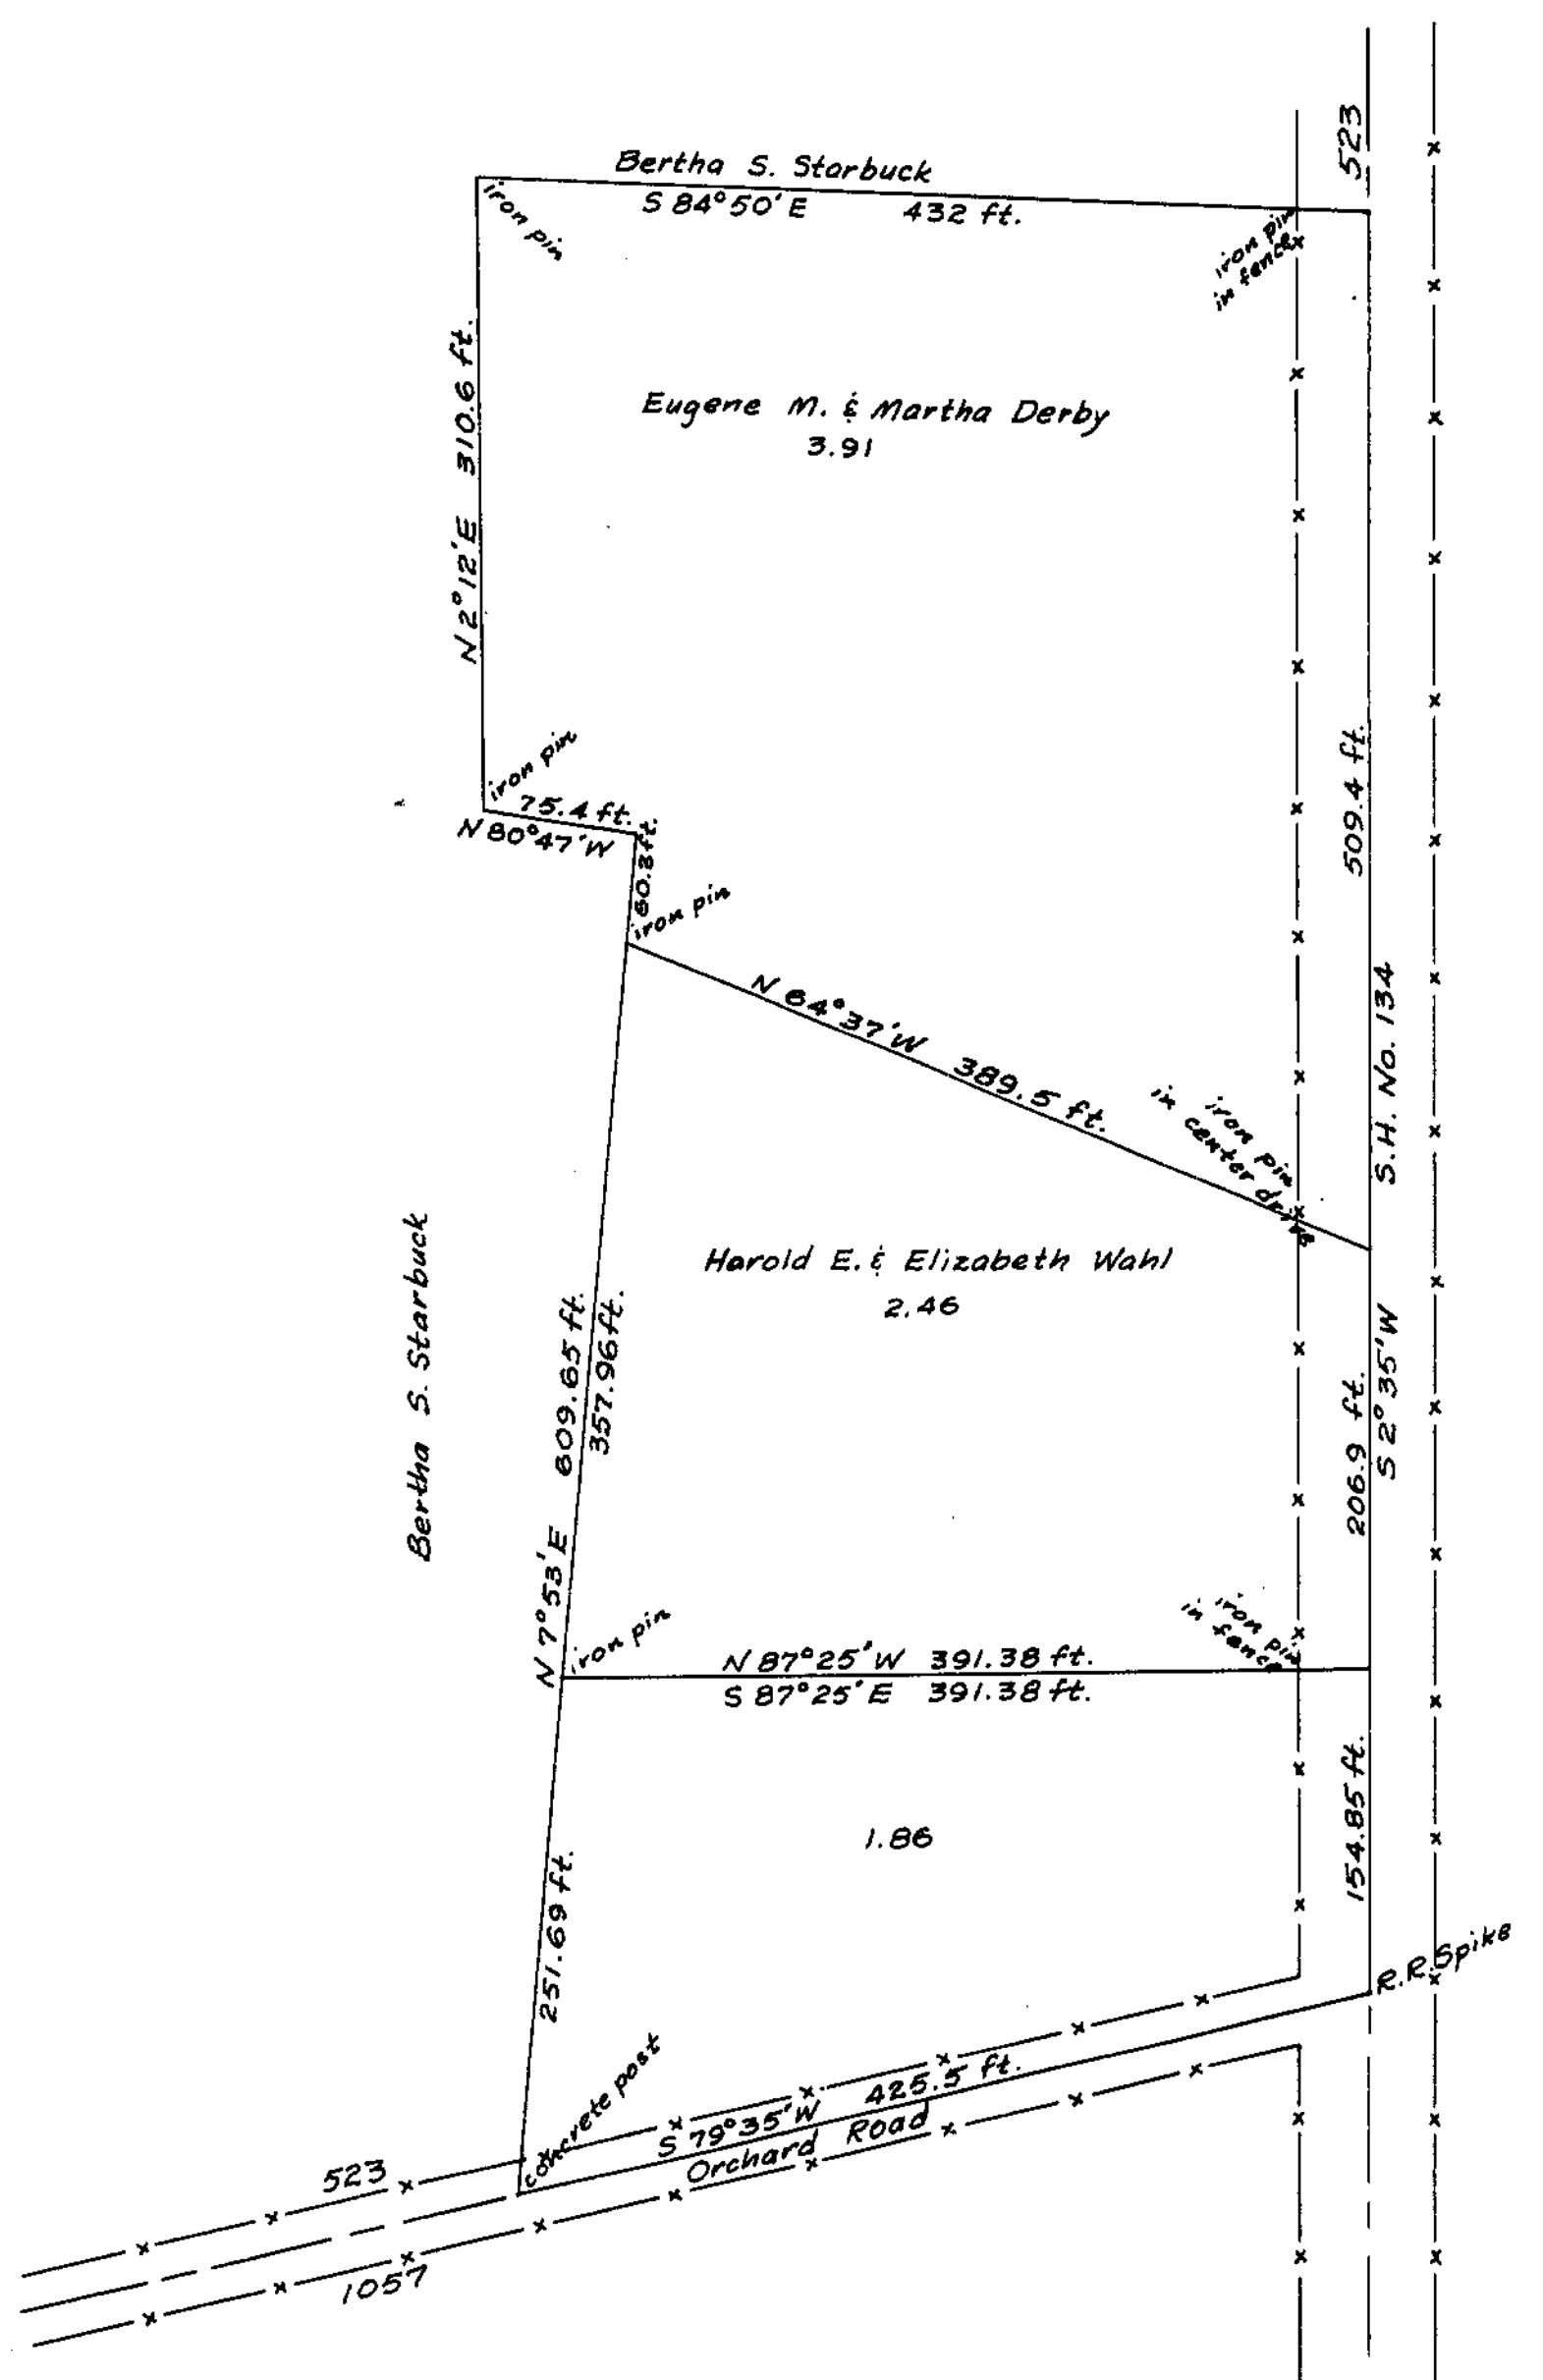 523
Bertha S. Starbuck
S 84°50'E 432 ft.
iron pin
iron pin
in fence
N 2°12'E 310.6 ft.
Eugene M. & Martha Derby
3.91
iron pin
75.4 ft.
N 80°47'W
60.3 ft.
iron pin
509.4 ft.
N 64°37'W 389.5 ft.
iron pin
in center drive
S.H. No. 134
S 2°35'W
Bertha S. Starbuck
Harold E. & Elizabeth Wahl
2.46
N 7°53'E 609.65 ft.
357.96 ft.
206.9 ft.
iron pin
iron pin
in fence
N 87°25'W 391.38 ft.
S 87°25'E 391.38 ft.
1.86
154.85 ft.
251.69 ft.
R.R. Spike
concrete post
S 79°35'W 425.5 ft.
Orchard Road
523
1057